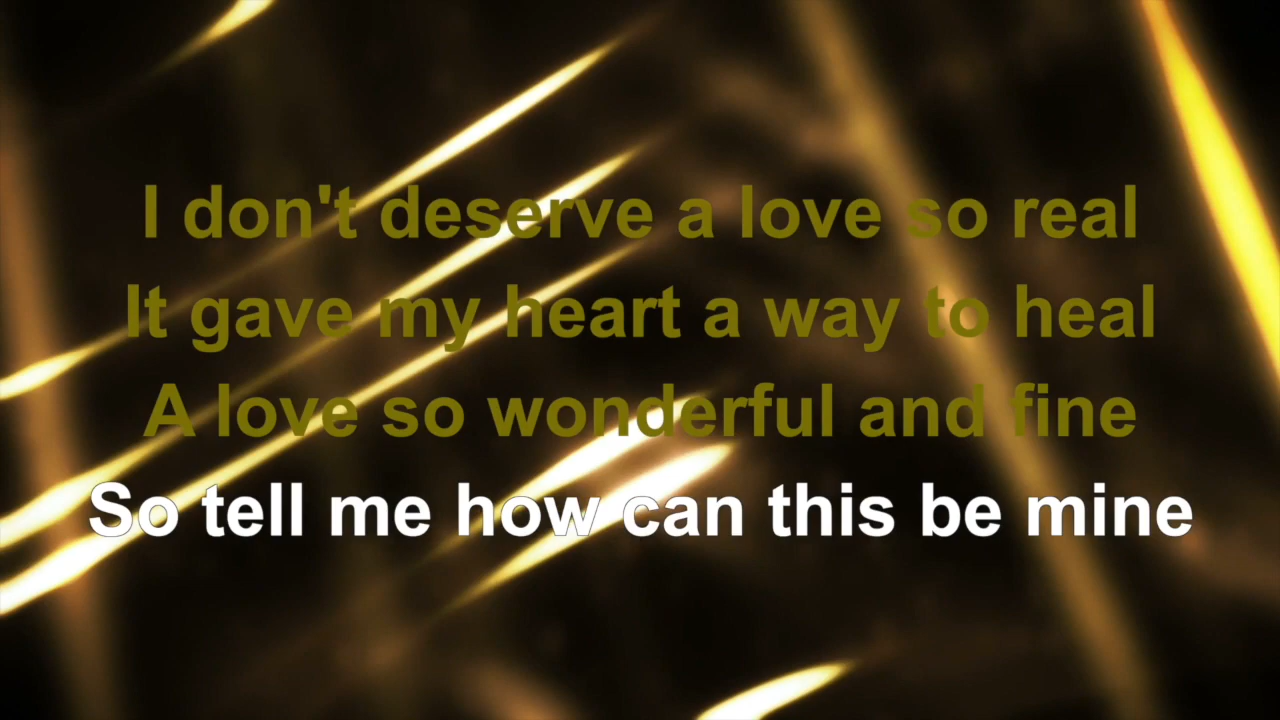 I don't deserve a love so real
It gave my heart a way to heal
A love so wonderful and fine
So tell me how can this be mine